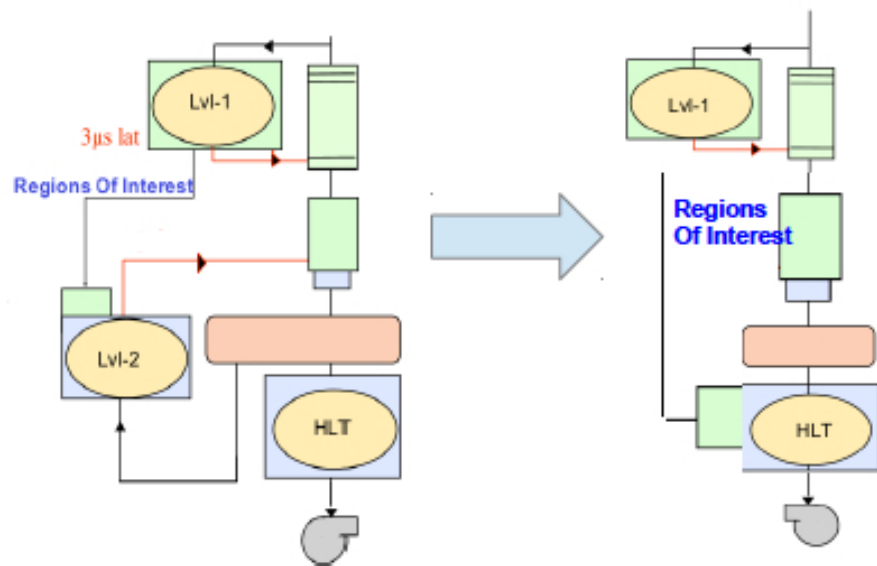 Lvl-1
3µs lat
Regions Of Interest
Lvl-2
HLT
Lvl-1
Regions
Of Interest
HLT